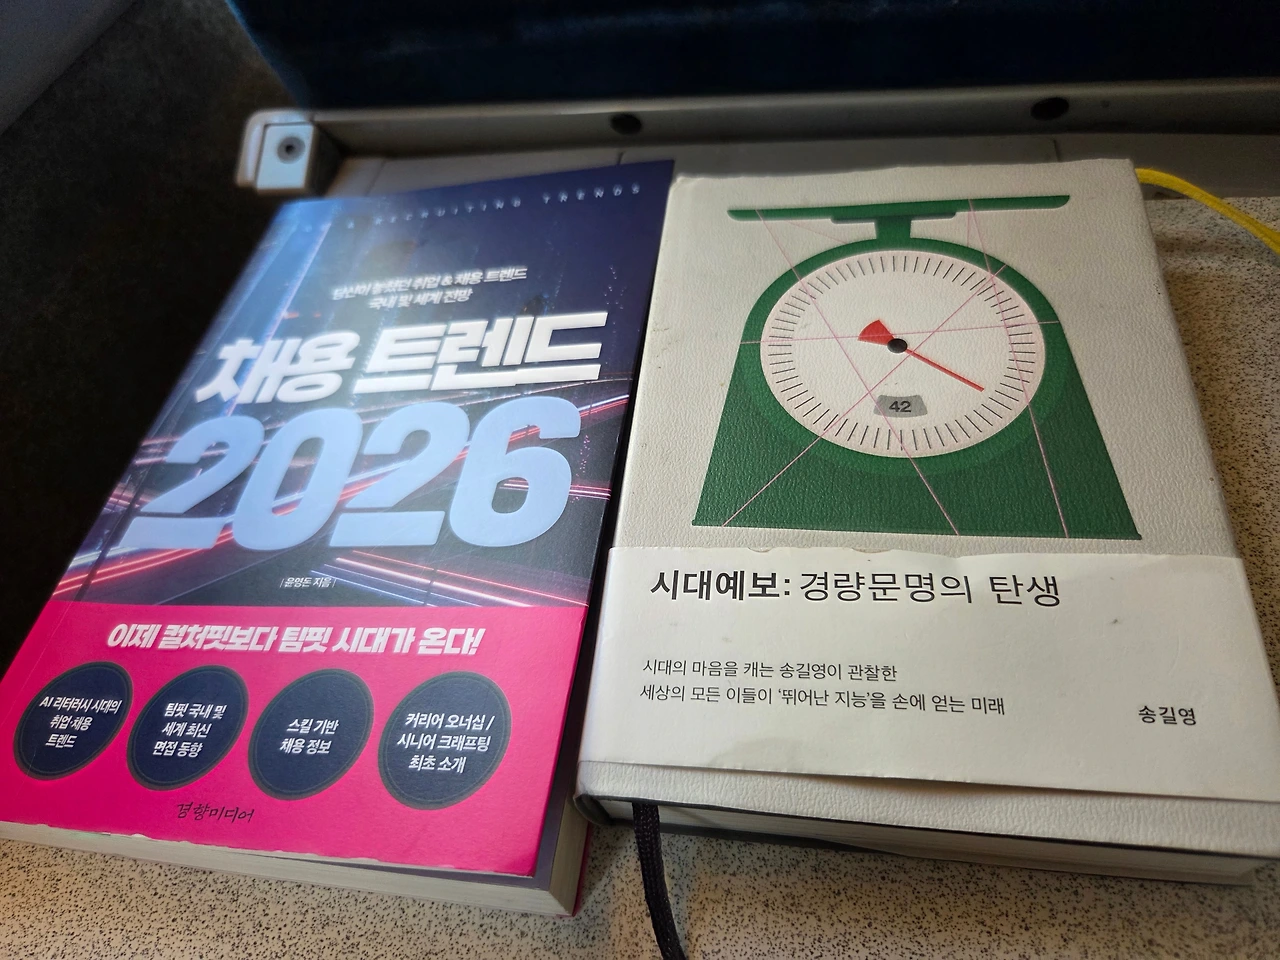 RECRUITING TRENDS
당신이 놓쳤던 취업 & 채용 트렌드
국내 및 세계 전망
채용 트렌드
2026
| 윤영돈 지음 |
이제 컬처핏보다 팀핏 시대가 온다!
AI 리터러시 시대의
취업·채용
트렌드
팀핏 국내 및
세계 최신
면접 동향
스킬 기반
채용 정보
커리어 오너십 /
시니어 크래프팅
최초 소개
경향미디어
42
시대예보: 경량문명의 탄생
시대의 마음을 캐는 송길영이 관찰한
세상의 모든 이들이 ‘뛰어난 지능’을 손에 얻는 미래
송길영